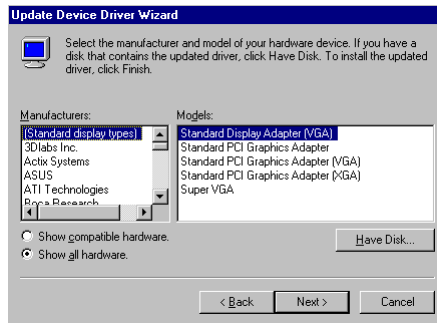 Update Device Driver Wizard
Select the manufacturer and model of your hardware device. If you have a
disk that contains the updated driver, click Have Disk. To install the updated
driver, click Finish.
Manufacturers:
(Standard display types)
3Dlabs Inc.
Actix Systems
ASUS
ATI Technologies
Boca Research
Models:
Standard Display Adapter (VGA)
Standard PCI Graphics Adapter
Standard PCI Graphics Adapter (VGA)
Standard PCI Graphics Adapter (XGA)
Super VGA
Show compatible hardware.
Show all hardware.
Have Disk...
< Back
Next >
Cancel